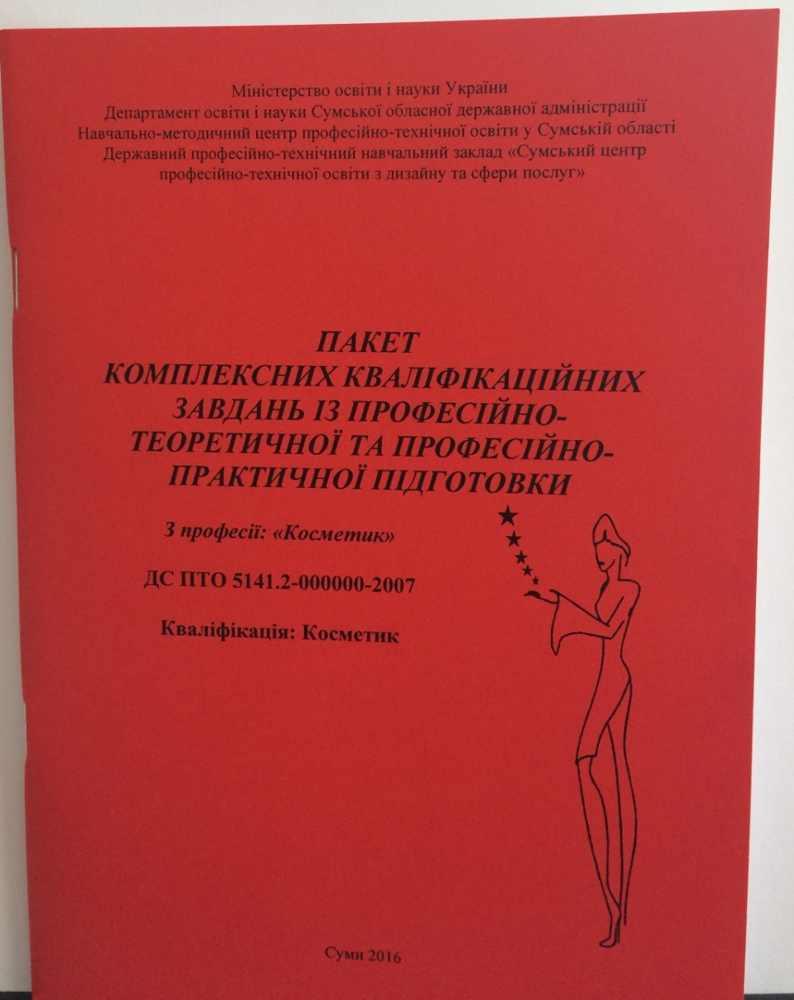 Міністерство освіти і науки України
Департамент освіти і науки Сумської обласної державної адміністрації
Навчально-методичний центр професійно-технічної освіти у Сумській області
Державний професійно-технічний навчальний заклад «Сумський центр
професійно-технічної освіти з дизайну та сфери послуг»
ПАКЕТ
КОМПЛЕКСНИХ КВАЛІФІКАЦІЙНИХ
ЗАВДАНЬ ІЗ ПРОФЕСІЙНО-
ТЕОРЕТИЧНОЇ ТА ПРОФЕСІЙНО-
ПРАКТИЧНОЇ ПІДГОТОВКИ
З професії: «Косметик»
ДС ПТО 5141.2-000000-2007
Кваліфікація: Косметик
Суми 2016